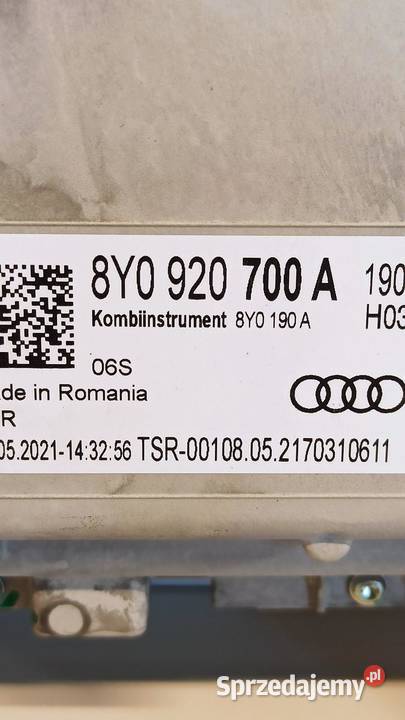 8Y0 920 700 A 190
Kombiinstrument 8Y0 190 A H03
06S
ade in Romania
R
05.2021-14:32:56 TSR-00108.05.2170310611
Sprzedajemy.pl